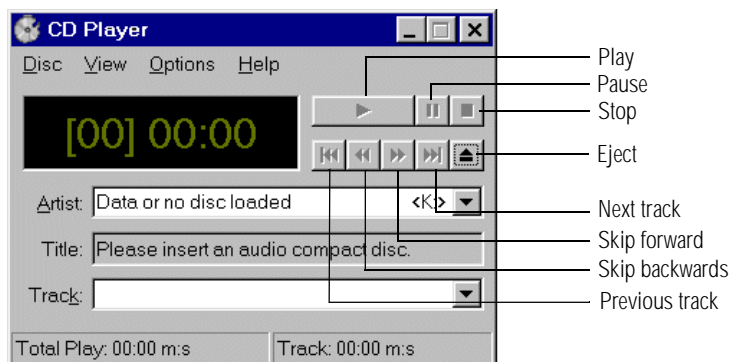 CD Player
Disc View Options Help
[00] 00:00
Artist: Data or no disc loaded <K:>
Title: Please insert an audio compact disc.
Track:
Total Play: 00:00 m:s Track: 00:00 m:s
Play
Pause
Stop
Eject
Next track
Skip forward
Skip backwards
Previous track